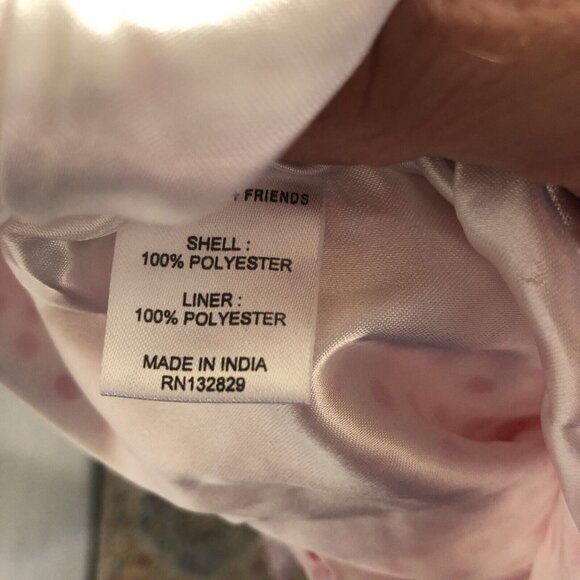 FRIENDS
SHELL :
100% POLYESTER
LINER :
100% POLYESTER
MADE IN INDIA
RN132829